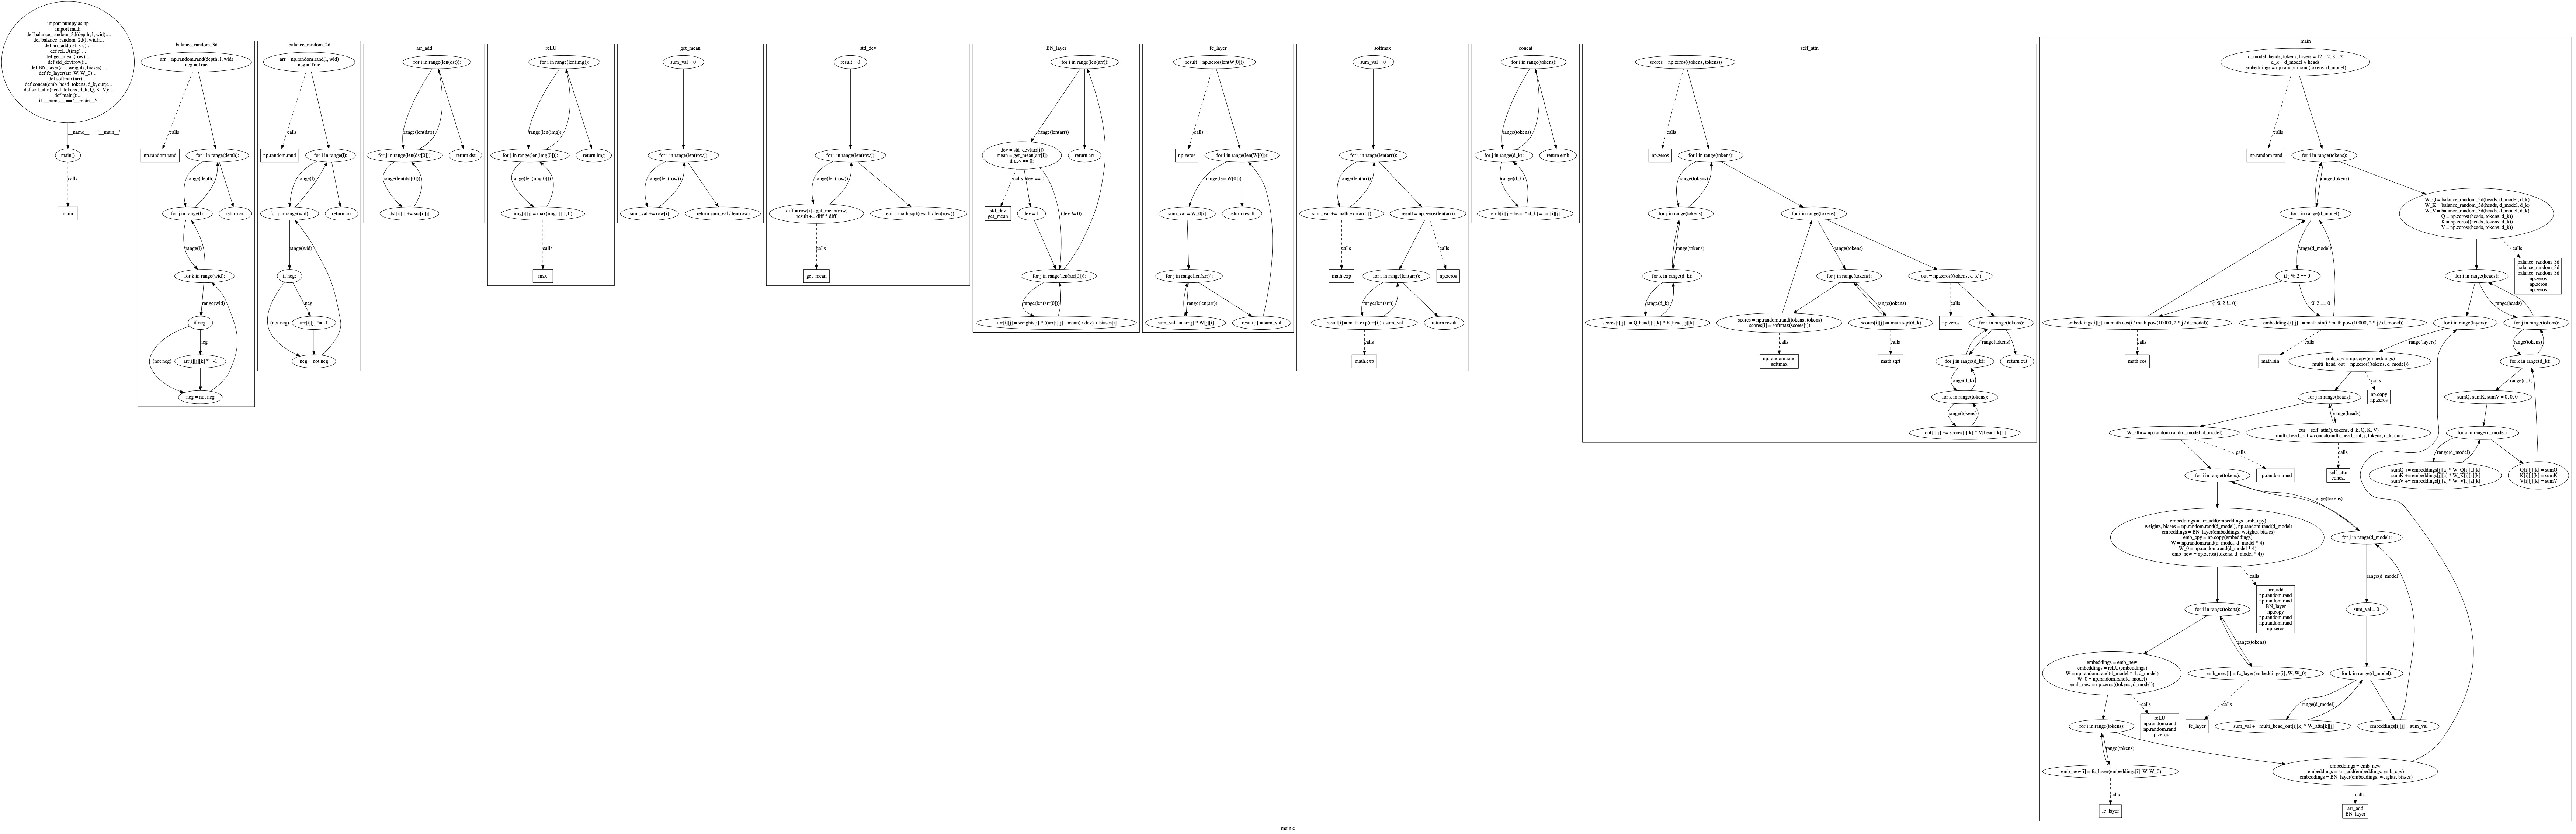 import numpy as np
import math
def balance_random_3d(depth, l, wid):...
def balance_random_2d(l, wid):...
def arr_add(dst, src):...
def reLU(img):...
def get_mean(row):...
def std_dev(row):...
def BN_layer(arr, weights, biases):...
def fc_layer(arr, W, W_0):...
def softmax(arr):...
def concat(emb, head, tokens, d_k, cur):...
def self_attn(head, tokens, d_k, Q, K, V):...
def main():...
if __name__ == '__main__':
__name__ == '__main__'
main()
calls
main
balance_random_3d
arr = np.random.rand(depth, l, wid)
neg = True
calls
np.random.rand
for i in range(depth):
range(depth)
for j in range(l):
return arr
range(l)
for k in range(wid):
range(wid)
if neg:
neg
(not neg)
arr[i][j][k] *= -1
neg = not neg
balance_random_2d
arr = np.random.rand(l, wid)
neg = True
calls
np.random.rand
for i in range(l):
range(l)
for j in range(wid):
return arr
range(wid)
if neg:
neg
(not neg)
arr[i][j] *= -1
neg = not neg
arr_add
for i in range(len(dst)):
range(len(dst))
for j in range(len(dst[0])):
return dst
range(len(dst[0]))
dst[i][j] += src[i][j]
reLU
for i in range(len(img)):
range(len(img))
for j in range(len(img[0])):
return img
range(len(img[0]))
img[i][j] = max(img[i][j], 0)
calls
max
get_mean
sum_val = 0
for i in range(len(row)):
range(len(row))
sum_val += row[i]
return sum_val / len(row)
std_dev
result = 0
for i in range(len(row)):
range(len(row))
diff = row[i] - get_mean(row)
result += diff * diff
return math.sqrt(result / len(row))
calls
get_mean
BN_layer
for i in range(len(arr)):
range(len(arr))
dev = std_dev(arr[i])
mean = get_mean(arr[i])
if dev == 0:
return arr
calls
dev == 0
std_dev
get_mean
dev = 1
(dev != 0)
for j in range(len(arr[0])):
range(len(arr[0]))
arr[i][j] = weights[i] * ((arr[i][j] - mean) / dev) + biases[i]
fc_layer
result = np.zeros(len(W[0]))
calls
np.zeros
for i in range(len(W[0])):
range(len(W[0]))
sum_val = W_0[i]
return result
for j in range(len(arr)):
range(len(arr))
sum_val += arr[j] * W[j][i]
result[i] = sum_val
softmax
sum_val = 0
for i in range(len(arr)):
range(len(arr))
sum_val += math.exp(arr[i])
result = np.zeros(len(arr))
calls
math.exp
calls
np.zeros
for i in range(len(arr)):
range(len(arr))
result[i] = math.exp(arr[i]) / sum_val
return result
calls
math.exp
concat
for i in range(tokens):
range(tokens)
for j in range(d_k):
return emb
range(d_k)
emb[i][j + head * d_k] = cur[i][j]
self_attn
scores = np.zeros((tokens, tokens))
calls
np.zeros
for i in range(tokens):
range(tokens)
for j in range(tokens):
for i in range(tokens):
range(tokens)
for k in range(d_k):
range(d_k)
scores[i][j] += Q[head][i][k] * K[head][j][k]
range(tokens)
for j in range(tokens):
out = np.zeros((tokens, d_k))
range(tokens)
scores = np.random.rand(tokens, tokens)
scores[i] = softmax(scores[i])
scores[i][j] /= math.sqrt(d_k)
calls
np.random.rand
softmax
calls
math.sqrt
calls
np.zeros
for i in range(tokens):
range(tokens)
for j in range(d_k):
return out
range(d_k)
for k in range(tokens):
range(tokens)
out[i][j] += scores[i][k] * V[head][k][j]
main
d_model, heads, tokens, layers = 12, 12, 8, 12
d_k = d_model // heads
embeddings = np.random.rand(tokens, d_model)
calls
np.random.rand
for i in range(tokens):
range(tokens)
for j in range(d_model):
W_Q = balance_random_3d(heads, d_model, d_k)
W_K = balance_random_3d(heads, d_model, d_k)
W_V = balance_random_3d(heads, d_model, d_k)
Q = np.zeros((heads, tokens, d_k))
K = np.zeros((heads, tokens, d_k))
V = np.zeros((heads, tokens, d_k))
range(d_model)
if j % 2 == 0:
calls
balance_random_3d
balance_random_3d
balance_random_3d
np.zeros
np.zeros
np.zeros
for i in range(heads):
(j % 2 != 0)
j % 2 == 0
range(heads)
embeddings[i][j] += math.cos(i / math.pow(10000, 2 * j / d_model))
embeddings[i][j] += math.sin(i / math.pow(10000, 2 * j / d_model))
for i in range(layers):
for j in range(tokens):
calls
math.cos
calls
math.sin
range(layers)
range(tokens)
emb_cpy = np.copy(embeddings)
multi_head_out = np.zeros((tokens, d_model))
for k in range(d_k):
calls
np.copy
np.zeros
range(d_k)
for j in range(heads):
sumQ, sumK, sumV = 0, 0, 0
range(heads)
W_attn = np.random.rand(d_model, d_model)
cur = self_attn(j, tokens, d_k, Q, K, V)
multi_head_out = concat(multi_head_out, j, tokens, d_k, cur)
for a in range(d_model):
calls
np.random.rand
calls
self_attn
concat
range(d_model)
sumQ += embeddings[j][a] * W_Q[i][a][k]
sumK += embeddings[j][a] * W_K[i][a][k]
sumV += embeddings[j][a] * W_V[i][a][k]
Q[i][j][k] = sumQ
K[i][j][k] = sumK
V[i][j][k] = sumV
for i in range(tokens):
range(tokens)
embeddings = arr_add(embeddings, emb_cpy)
weights, biases = np.random.rand(d_model), np.random.rand(d_model)
embeddings = BN_layer(embeddings, weights, biases)
emb_cpy = np.copy(embeddings)
W = np.random.rand(d_model, d_model * 4)
W_0 = np.random.rand(d_model * 4)
emb_new = np.zeros((tokens, d_model * 4))
for j in range(d_model):
calls
arr_add
np.random.rand
np.random.rand
BN_layer
np.copy
np.random.rand
np.random.rand
np.zeros
range(d_model)
for i in range(tokens):
sum_val = 0
range(tokens)
embeddings = emb_new
embeddings = reLU(embeddings)
W = np.random.rand(d_model * 4, d_model)
W_0 = np.random.rand(d_model)
emb_new = np.zeros((tokens, d_model))
emb_new[i] = fc_layer(embeddings[i], W, W_0)
for k in range(d_model):
calls
reLU
np.random.rand
np.random.rand
np.zeros
calls
fc_layer
range(d_model)
for i in range(tokens):
sum_val += multi_head_out[i][k] * W_attn[k][j]
embeddings[i][j] = sum_val
range(tokens)
emb_new[i] = fc_layer(embeddings[i], W, W_0)
embeddings = emb_new
embeddings = arr_add(embeddings, emb_cpy)
embeddings = BN_layer(embeddings, weights, biases)
calls
fc_layer
calls
arr_add
BN_layer
main.c